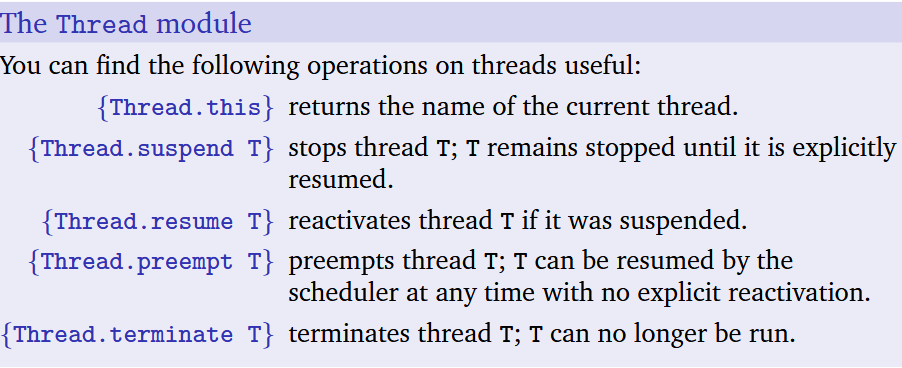 The Thread module
You can find the following operations on threads useful:
{Thread.this} returns the name of the current thread.
{Thread.suspend T} stops thread T; T remains stopped until it is explicitly
resumed.
{Thread.resume T} reactivates thread T if it was suspended.
{Thread.preempt T} preempts thread T; T can be resumed by the
scheduler at any time with no explicit reactivation.
{Thread.terminate T} terminates thread T; T can no longer be run.